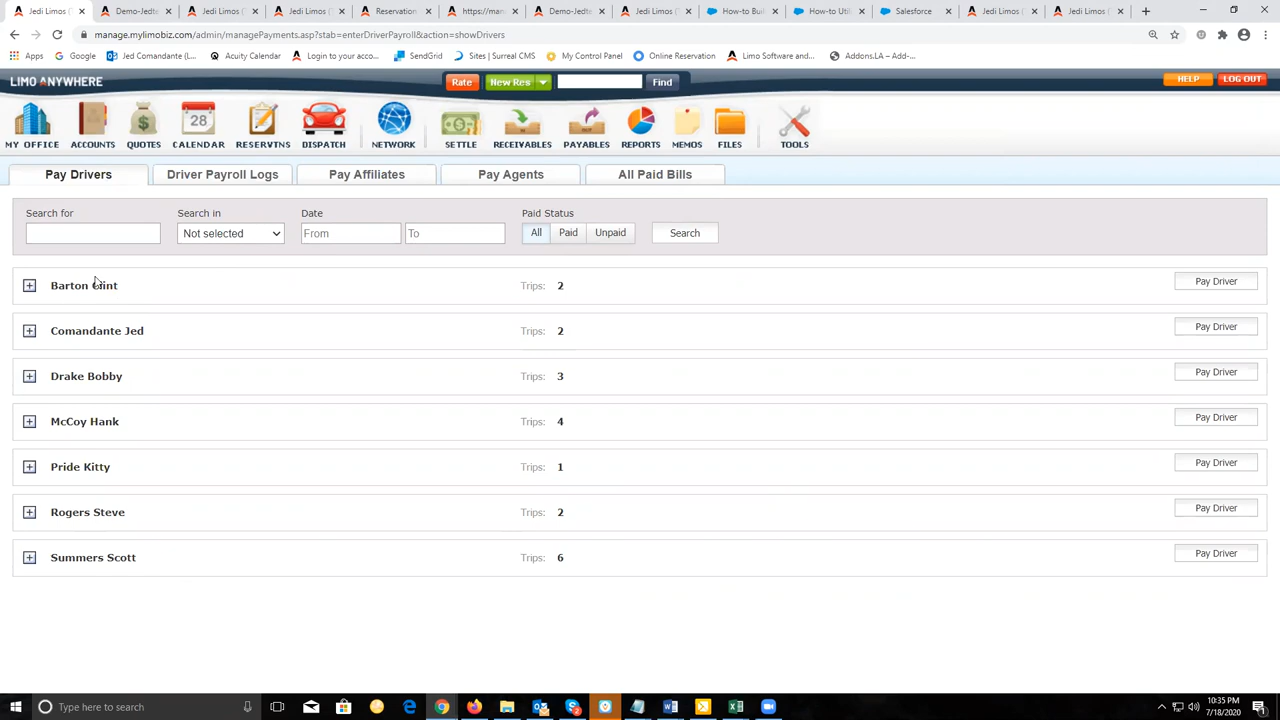 Jedi Limos (
Demo-Jedte
Jedi Limos (
Jedi Limos (
Reservation
https://man
Demo-Jedte
Jedi Limos (
How-to Buil
How-to Util
Salesforce
Jedi Limos (
Jedi Limos (
manage.mylimobiz.com/admin/managePayments.asp?stab=enterDriverPayroll&action=showDrivers
Apps
Google
Jed Comandante (L...
Acuity Calendar
Login to your acco...
SendGrid
Sites | Surreal CMS
My Control Panel
Online Reservation
Limo Software and...
Addons.LA – Add-...
LIMO ANYWHERE
Rate
New Res
Find
HELP
LOG OUT
MY OFFICE
ACCOUNTS
QUOTES
28
CALENDAR
RESERVTNS
DISPATCH
NETWORK
SETTLE
RECEIVABLES
PAYABLES
REPORTS
MEMOS
FILES
TOOLS
Pay Drivers
Driver Payroll Logs
Pay Affiliates
Pay Agents
All Paid Bills
Search for
Search in
Date
Paid Status
Not selected
From
To
All
Paid
Unpaid
Search
Barton Clint Trips: 2 Pay Driver
Comandante Jed Trips: 2 Pay Driver
Drake Bobby Trips: 3 Pay Driver
McCoy Hank Trips: 4 Pay Driver
Pride Kitty Trips: 1 Pay Driver
Rogers Steve Trips: 2 Pay Driver
Summers Scott Trips: 6 Pay Driver
Type here to search
10:35 PM
7/18/2020